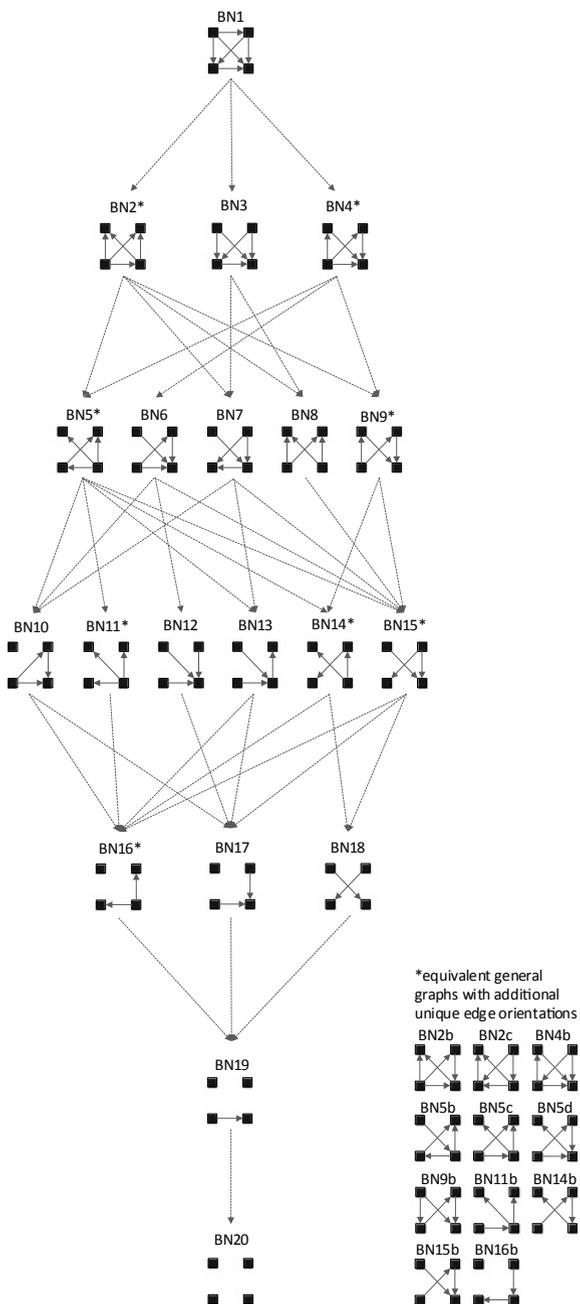 BN1
BN2*
BN3
BN4*
BN5*
BN6
BN7
BN8
BN9*
BN10
BN11*
BN12
BN13
BN14*
BN15*
BN16*
BN17
BN18
*equivalent general
graphs with additional
unique edge orientations
BN2b
BN2c
BN4b
BN19
BN5b
BN5c
BN5d
BN9b
BN11b
BN14b
BN20
BN15b
BN16b